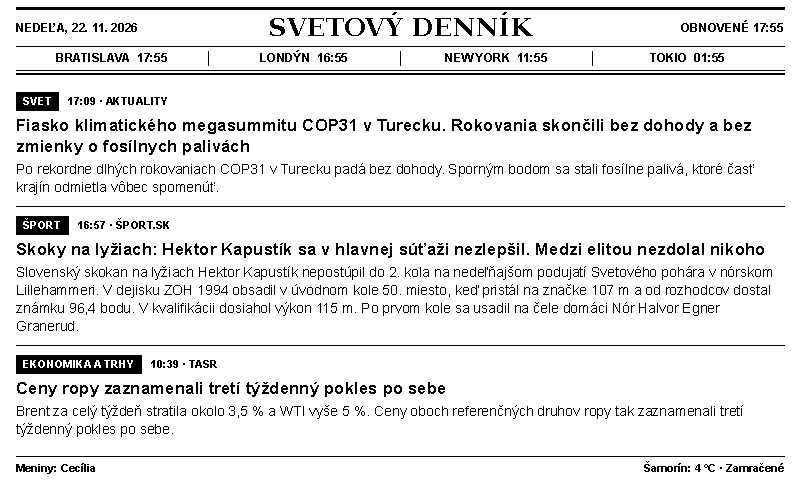 NEDEĽA, 22. 11. 2026
SVETOVÝ DENNÍK
OBNOVENÉ 17:55
BRATISLAVA 17:55
LONDÝN 16:55
NEWYORK 11:55
TOKIO 01:55
SVET 17:09 · AKTUALITY
Fiasko klimatického megasummitu COP31 v Turecku. Rokovania skončili bez dohody a bez
zmienky o fosílnych palivách
Po rekordne dlhých rokovaniach COP31 v Turecku padá bez dohody. Sporným bodom sa stali fosílne palivá, ktoré časť
krajín odmietla vôbec spomenúť.
ŠPORT 16:57 · ŠPORT.SK
Skoky na lyžiach: Hektor Kapustík sa v hlavnej súťaži nezlepšil. Medzi elitou nezdolal nikoho
Slovenský skokan na lyžiach Hektor Kapustík nepostúpil do 2. kola na nedeľňajšom podujatí Svetového pohára v nórskom
Lillehammeri. V dejisku ZOH 1994 obsadil v úvodnom kole 50. miesto, keď pristál na značke 107 m a od rozhodcov dostal
známku 96,4 bodu. V kvalifikácii dosiahol výkon 115 m. Po prvom kole sa usadil na čele domáci Nór Halvor Egner
Granerud.
EKONOMIKA A TRHY 10:39 · TASR
Ceny ropy zaznamenali tretí týždenný pokles po sebe
Brent za celý týždeň stratila okolo 3,5 % a WTI vyše 5 %. Ceny oboch referenčných druhov ropy tak zaznamenali tretí
týždenný pokles po sebe.
Meniny: Cecília
Šamorín: 4 °C · Zamračené